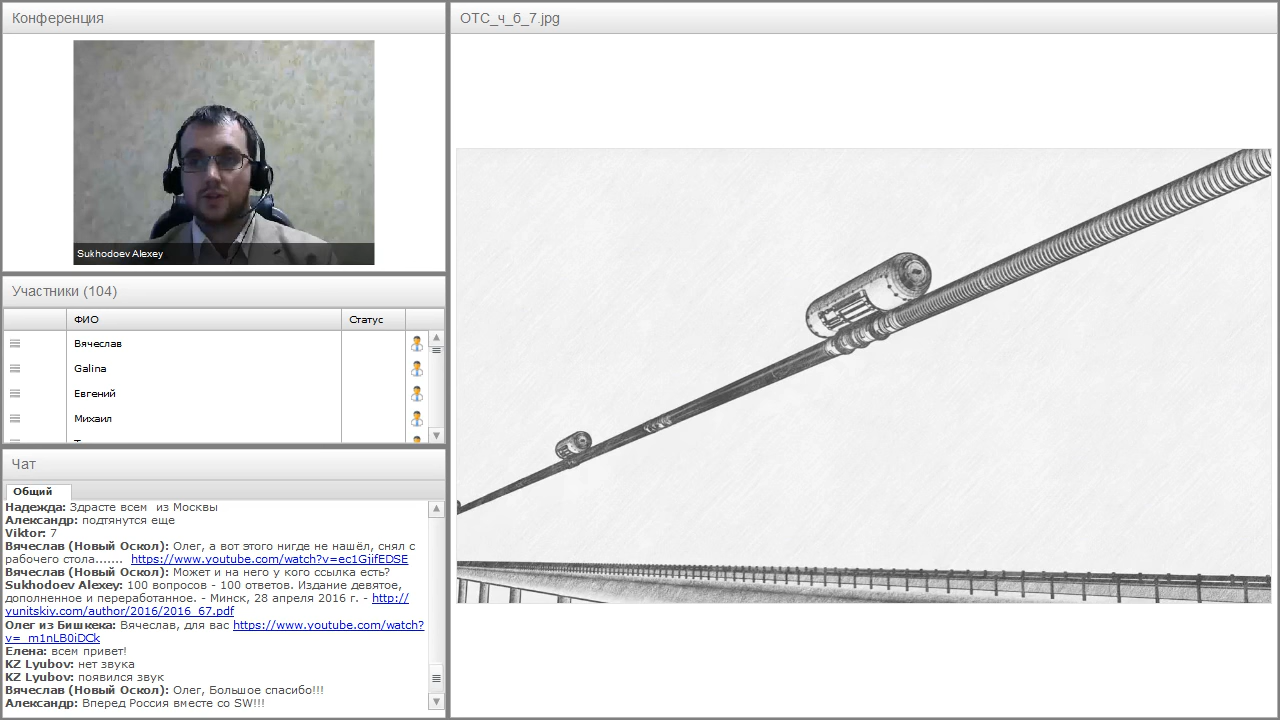 Конференция
Sukhodoev Alexey
Участники (104)
ФИО
Статус
Вячеслав
Galina
Евгений
Михаил
Чат
Общий
Надежда: Здрасте всем из Москвы
Александр: подтянутся еще
Viktor: 7
Вячеслав (Новый Оскол): Олег, а вот этого нигде не нашёл, снял с
рабочего стола....... https://www.youtube.com/watch?v=ec1GjifEDSE
Вячеслав (Новый Оскол): Может и на него у кого ссылка есть?
Sukhodoev Alexey: 100 вопросов - 100 ответов. Издание девятое,
дополненное и переработанное. - Минск, 28 апреля 2016 г. - http://
yunitskiy.com/author/2016/2016_67.pdf
Олег из Бишкека: Вячеслав, для вас https://www.youtube.com/watch?
v=_m1nLB0iDCk
Елена: всем привет!
KZ Lyubov: нет звука
KZ Lyubov: появился звук
Вячеслав (Новый Оскол): Олег, Большое спасибо!!!
Александр: Вперед Россия вместе со SW!!!
ОТС_ч_б_7.jpg